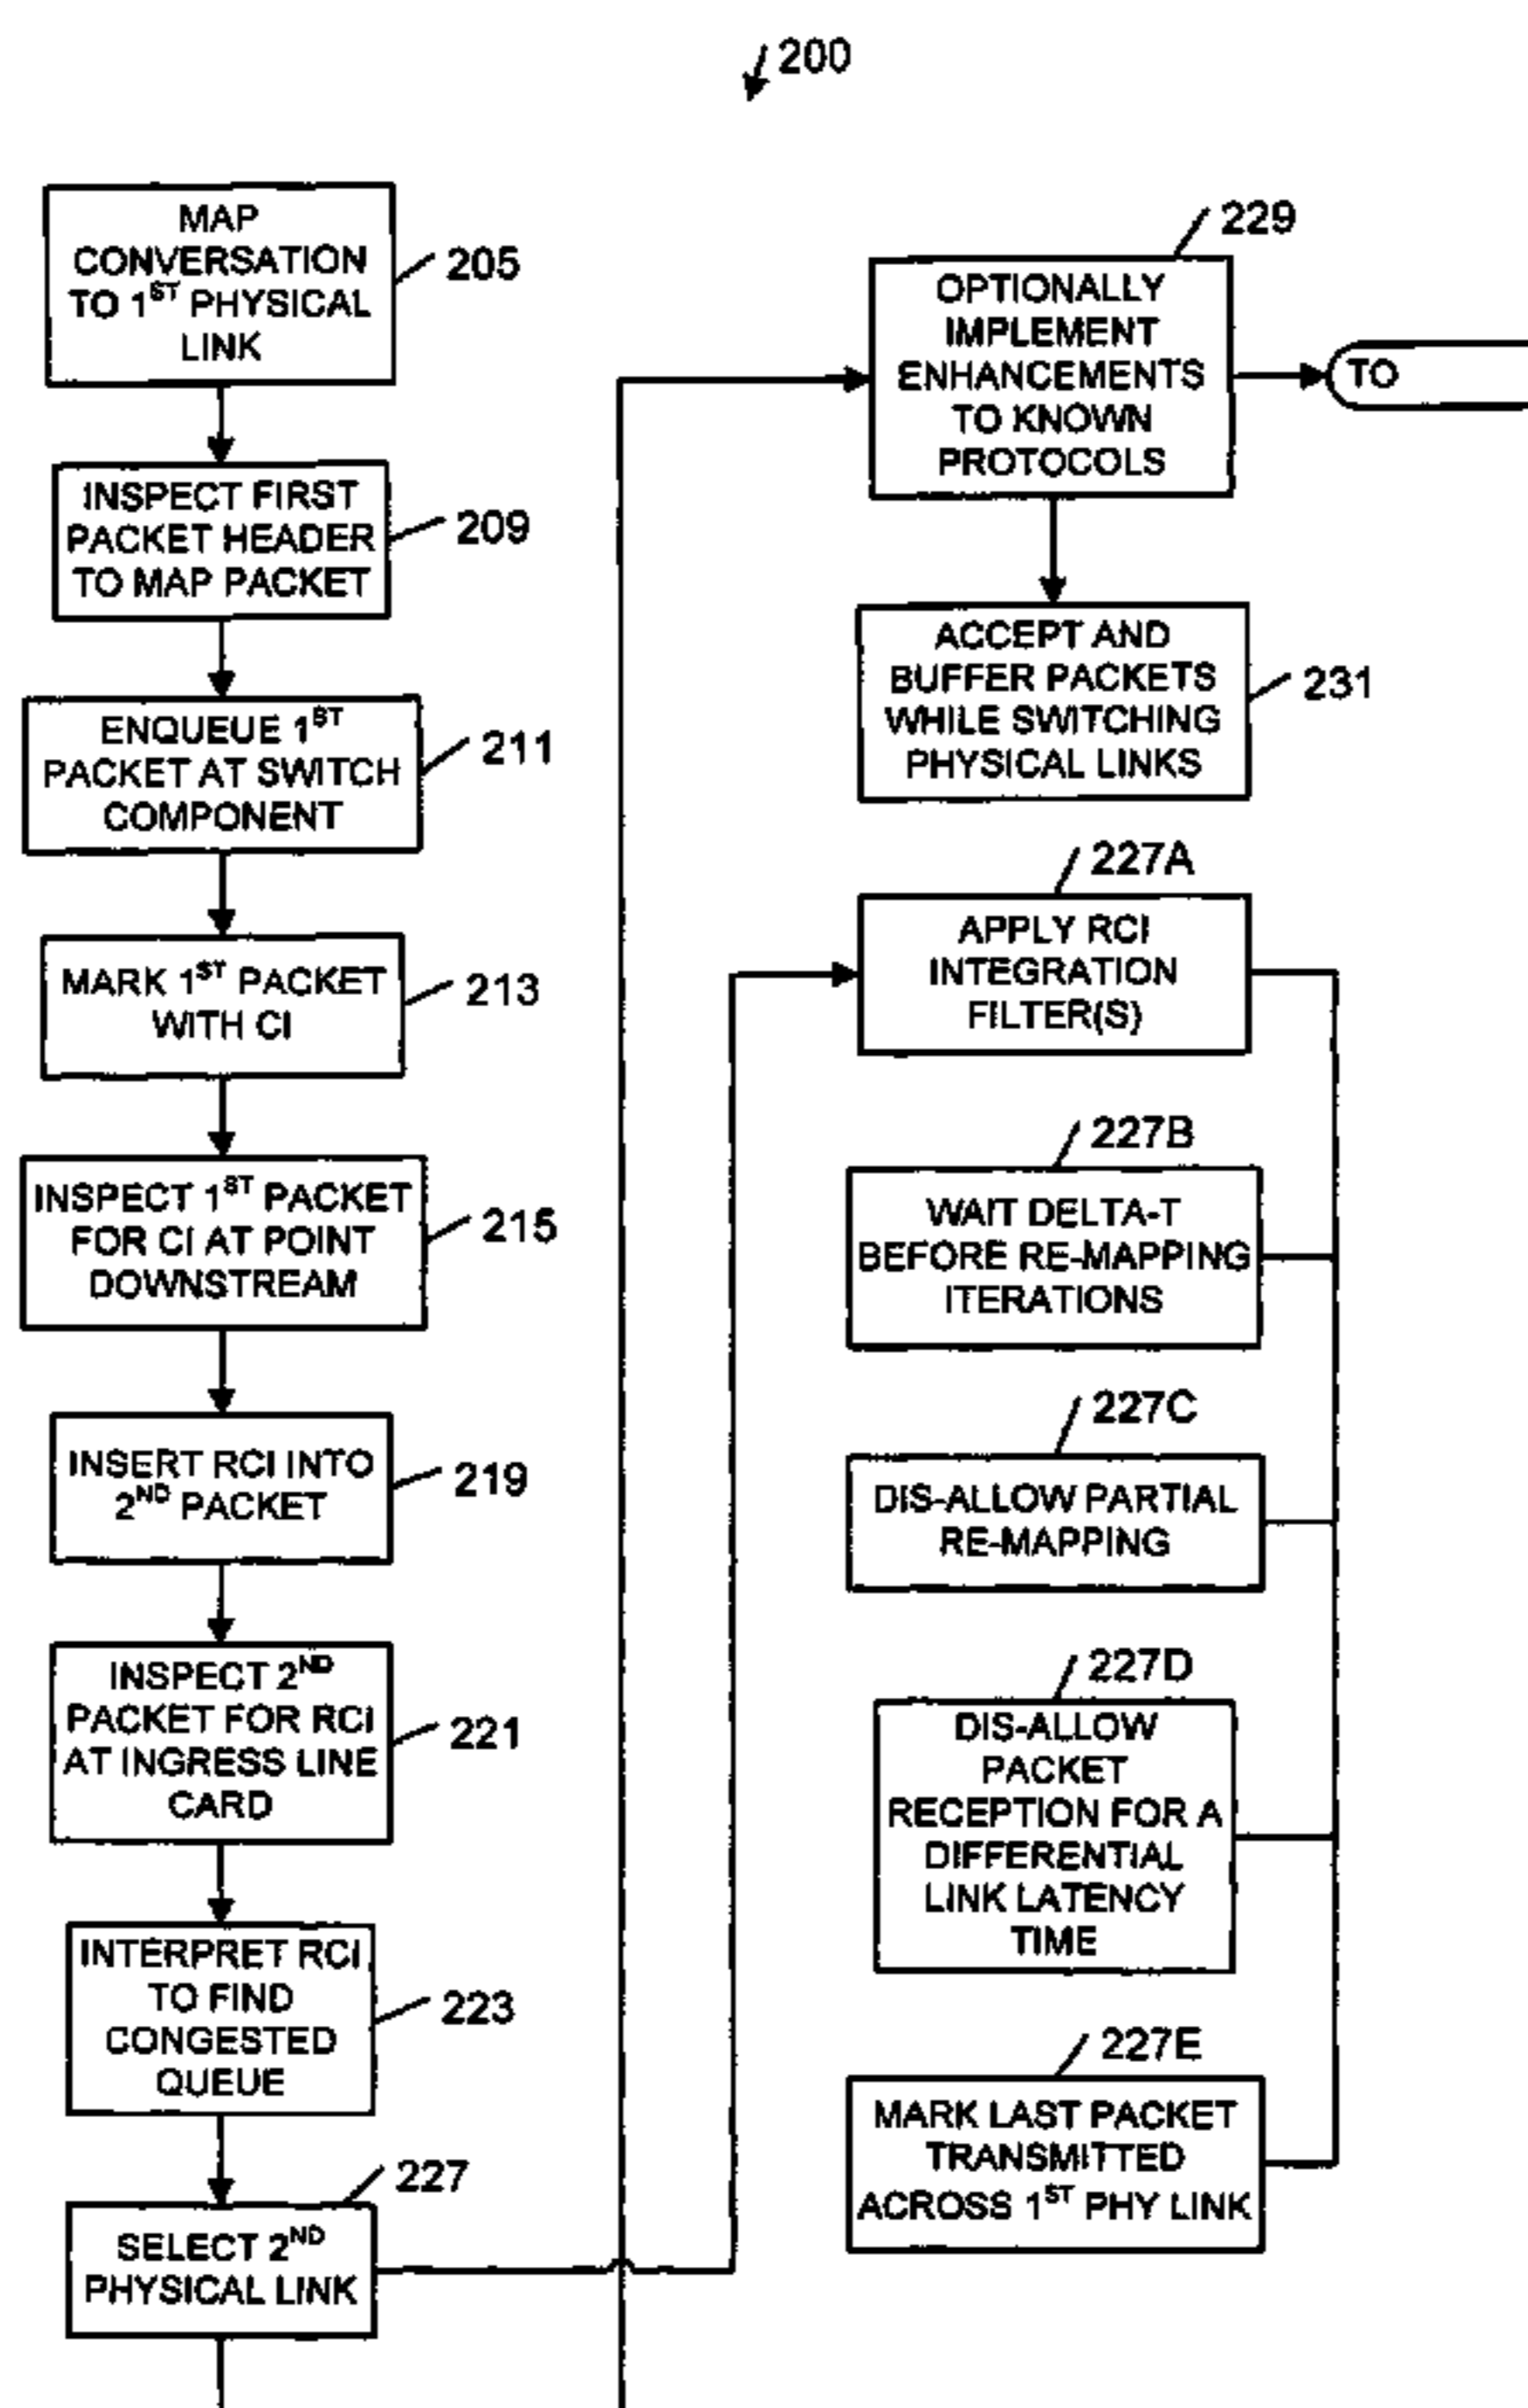 200
MAP
CONVERSATION
TO 1ST PHYSICAL
LINK
205
INSPECT FIRST
PACKET HEADER
TO MAP PACKET
209
ENQUEUE 1ST
PACKET AT SWITCH
COMPONENT
211
MARK 1ST PACKET
WITH CI
213
INSPECT 1ST PACKET
FOR CI AT POINT
DOWNSTREAM
215
INSERT RCI INTO
2ND PACKET
219
INSPECT 2ND
PACKET FOR RCI
AT INGRESS LINE
CARD
221
INTERPRET RCI
TO FIND
CONGESTED
QUEUE
223
227
SELECT 2ND
PHYSICAL LINK
229
OPTIONALLY
IMPLEMENT
ENHANCEMENTS
TO KNOWN
PROTOCOLS
TO
ACCEPT AND
BUFFER PACKETS
WHILE SWITCHING
PHYSICAL LINKS
231
227A
APPLY RCI
INTEGRATION
FILTER(S)
227B
WAIT DELTA-T
BEFORE RE-MAPPING
ITERATIONS
227C
DIS-ALLOW PARTIAL
RE-MAPPING
227D
DIS-ALLOW
PACKET
RECEPTION FOR A
DIFFERENTIAL
LINK LATENCY
TIME
227E
MARK LAST PACKET
TRANSMITTED
ACROSS 1ST PHY LINK